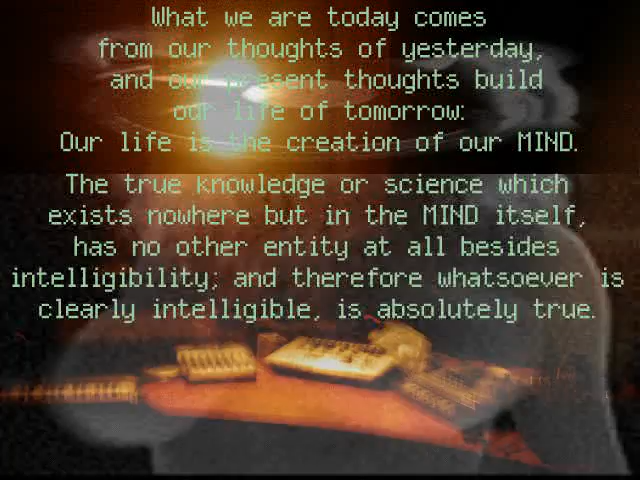 What we are today comes
from our thoughts of yesterday,
and our present thoughts build
our life of tomorrow:
Our life is the creation of our MIND.
The true knowledge or science which
exists nowhere but in the MIND itself,
has no other entity at all besides
intelligibility; and therefore whatsoever is
clearly intelligible, is absolutely true.